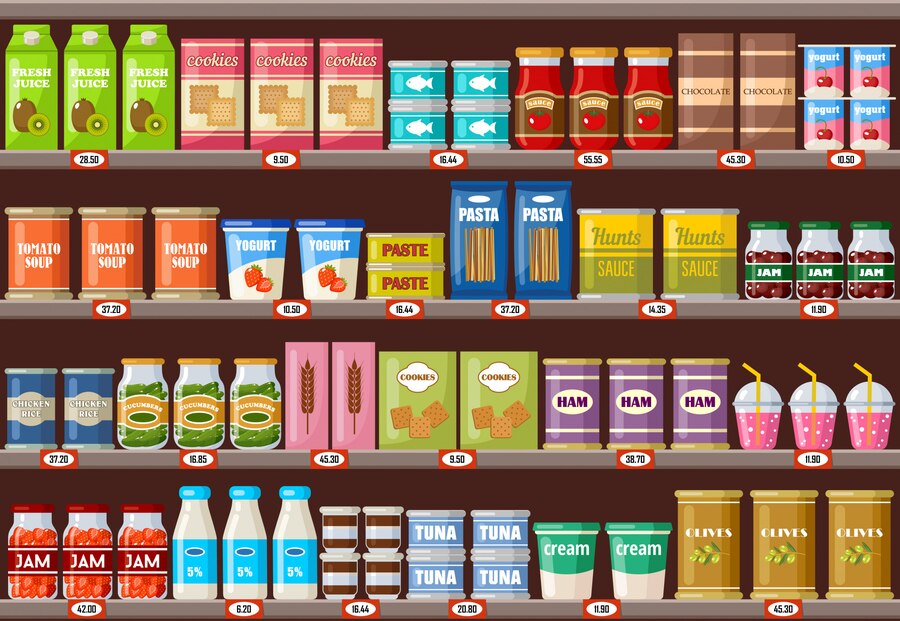 FRESH
JUICE
FRESH
JUICE
FRESH
JUICE
cookies
cookies
cookies
sauce
sauce
sauce
CHOCOLATE
CHOCOLATE
yogurt
yogurt
yogurt
yogurt
28.50
9.50
16.44
55.55
45.30
10.50
TOMATO
SOUP
TOMATO
SOUP
TOMATO
SOUP
YOGURT
YOGURT
PASTE
PASTE
PASTA
PASTA
Hunts
SAUCE
Hunts
SAUCE
JAM
JAM
JAM
37.20
10.50
16.44
37.20
14.35
11.90
CHICKEN
RICE
CHICKEN
RICE
CUCUMBERS
CUCUMBERS
CUCUMBERS
COOKIES
COOKIES
HAM
HAM
HAM
37.20
16.85
45.30
9.50
38.70
11.90
JAM
JAM
JAM
5%
5%
5%
TUNA
TUNA
TUNA
TUNA
cream
cream
OLIVES
OLIVES
OLIVES
42.00
6.20
16.44
20.80
11.90
45.30